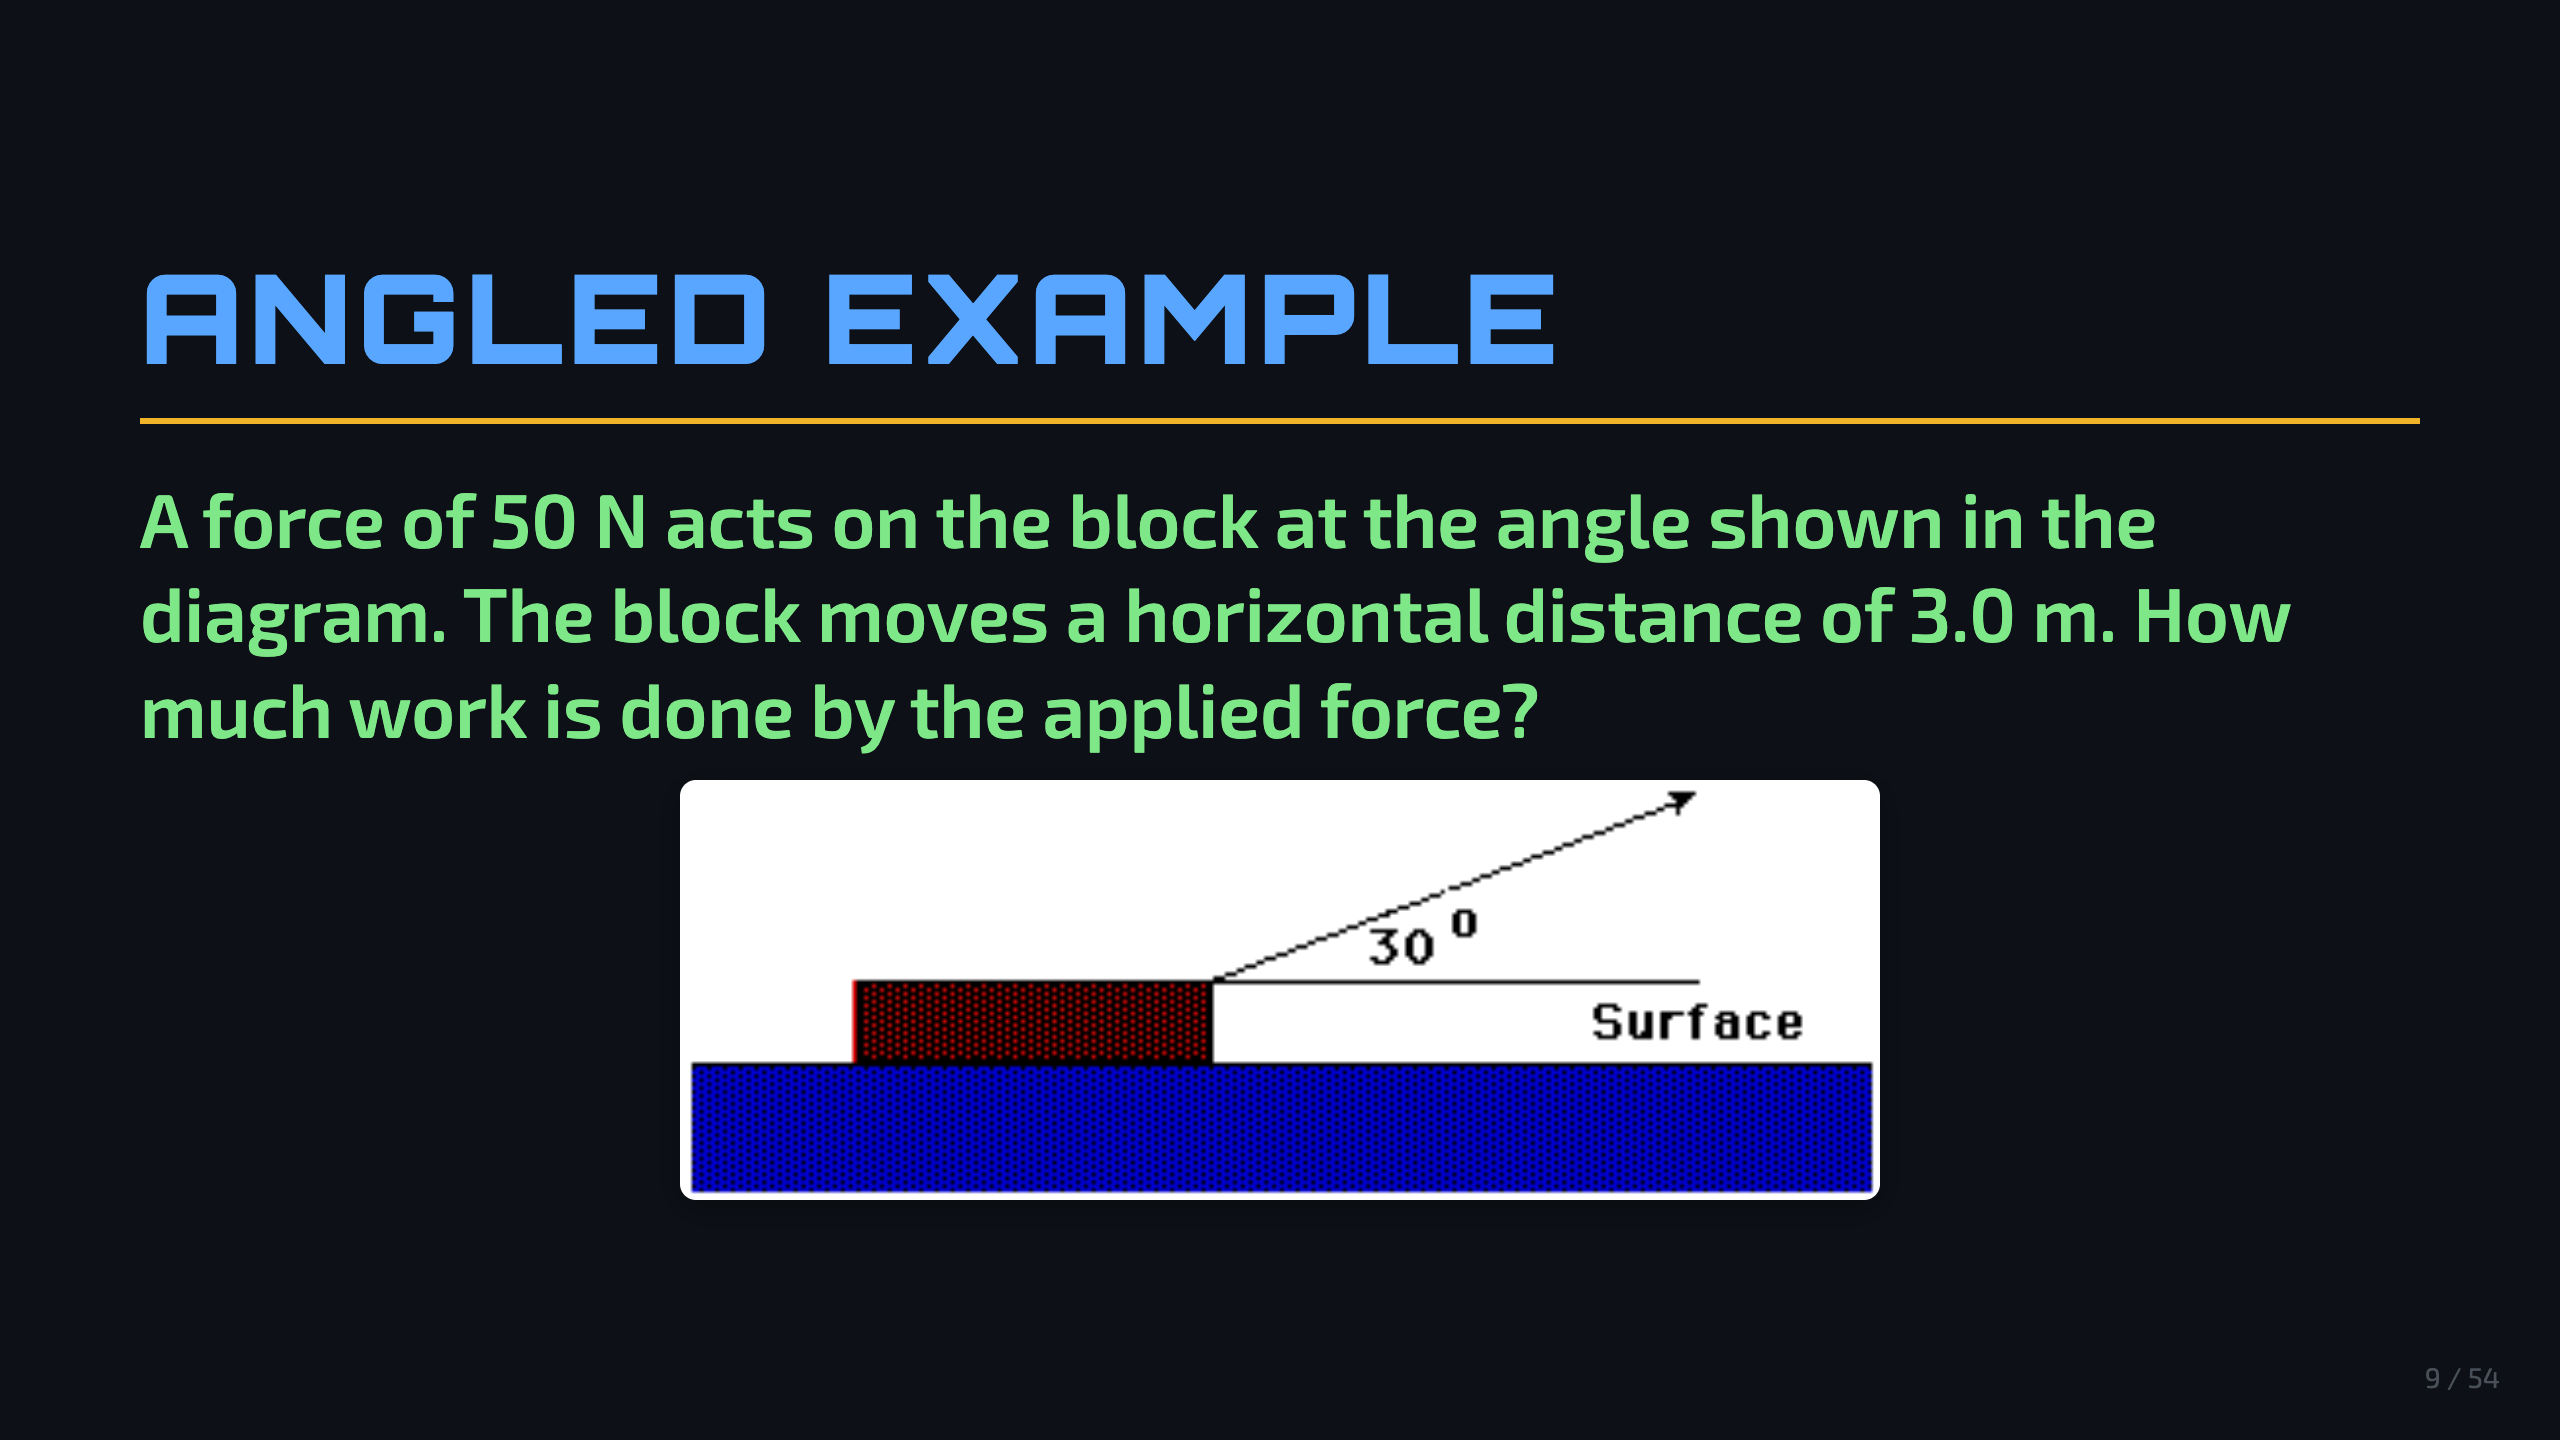 ANGLED EXAMPLE
A force of 50 N acts on the block at the angle shown in the
diagram. The block moves a horizontal distance of 3.0 m. How
much work is done by the applied force?
30 º
Surface
9 / 54